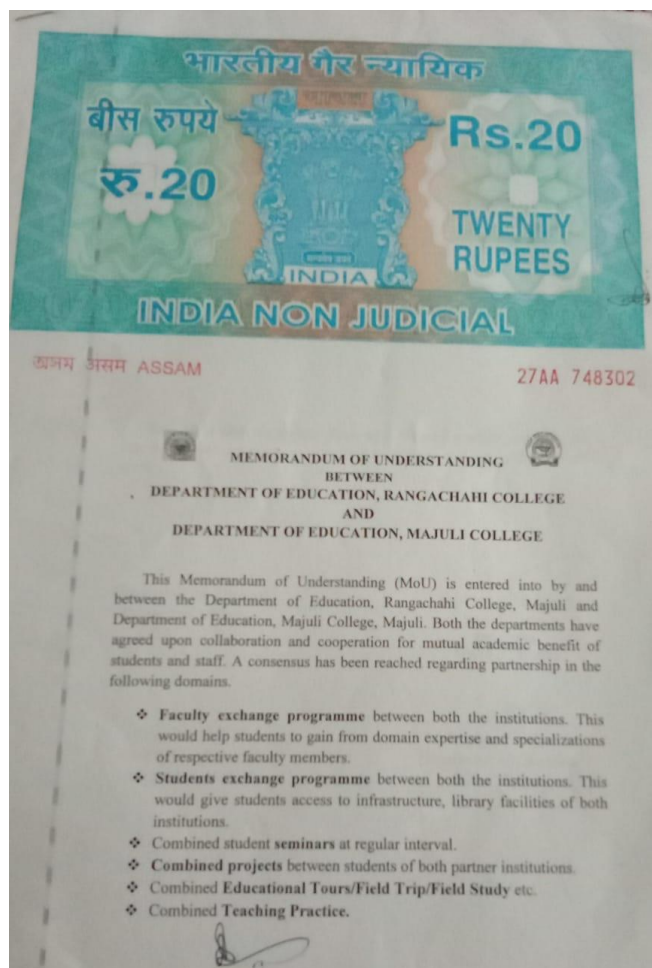 भारतीय गैर न्यायिक
बीस रुपये
Rs.20
रु.20
TWENTY
RUPEES
सत्यमेव जयते
INDIA
INDIA NON JUDICIAL
অসম असम ASSAM
27AA 748302
MEMORANDUM OF UNDERSTANDING
BETWEEN
DEPARTMENT OF EDUCATION, RANGACHAHI COLLEGE
AND
DEPARTMENT OF EDUCATION, MAJULI COLLEGE
This Memorandum of Understanding (MoU) is entered into by and
between the Department of Education, Rangachahi College, Majuli and
Department of Education, Majuli College, Majuli. Both the departments have
agreed upon collaboration and cooperation for mutual academic benefit of
students and staff. A consensus has been reached regarding partnership in the
following domains.
❖ Faculty exchange programme between both the institutions. This
would help students to gain from domain expertise and specializations
of respective faculty members.
❖ Students exchange programme between both the institutions. This
would give students access to infrastructure, library facilities of both
institutions.
❖ Combined student seminars at regular interval.
❖ Combined projects between students of both partner institutions.
❖ Combined Educational Tours/Field Trip/Field Study etc.
❖ Combined Teaching Practice.